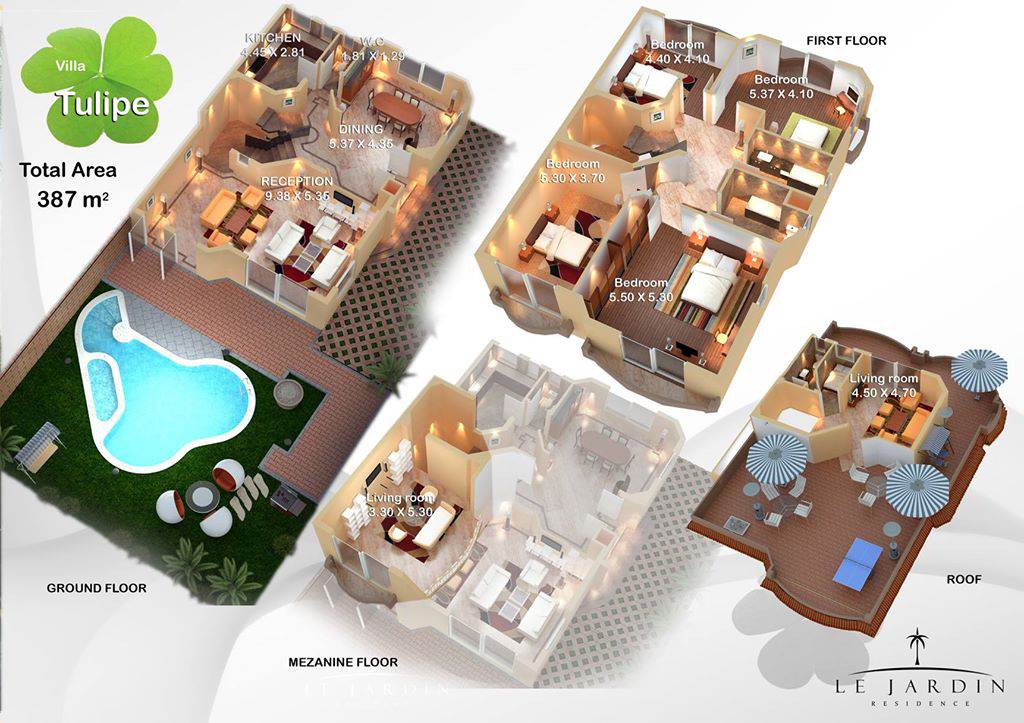 Villa
Tulipe
Total Area
387 m²
KITCHEN
4.45 X 2.81
W.C
1.81 X 1.29
DINING
5.37 X 4.35
RECEPTION
9.38 X 5.35
GROUND FLOOR
FIRST FLOOR
Bedroom
4.40 X 4.10
Bedroom
5.37 X 4.10
Bedroom
5.30 X 3.70
Bedroom
5.50 X 5.30
Living room
3.30 X 5.30
MEZANINE FLOOR
LE JARDIN
Living room
4.50 X 4.70
ROOF
LE JARDIN
RESIDENCE